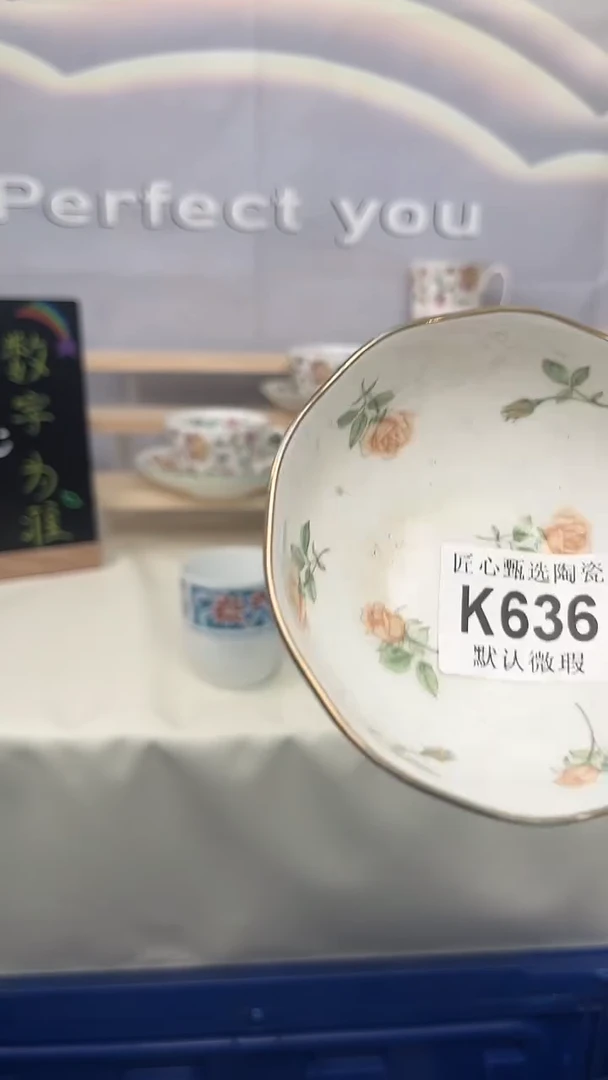 Perfect you
数
字
为
准
匠心甄选陶瓷
K636
默认微瑕